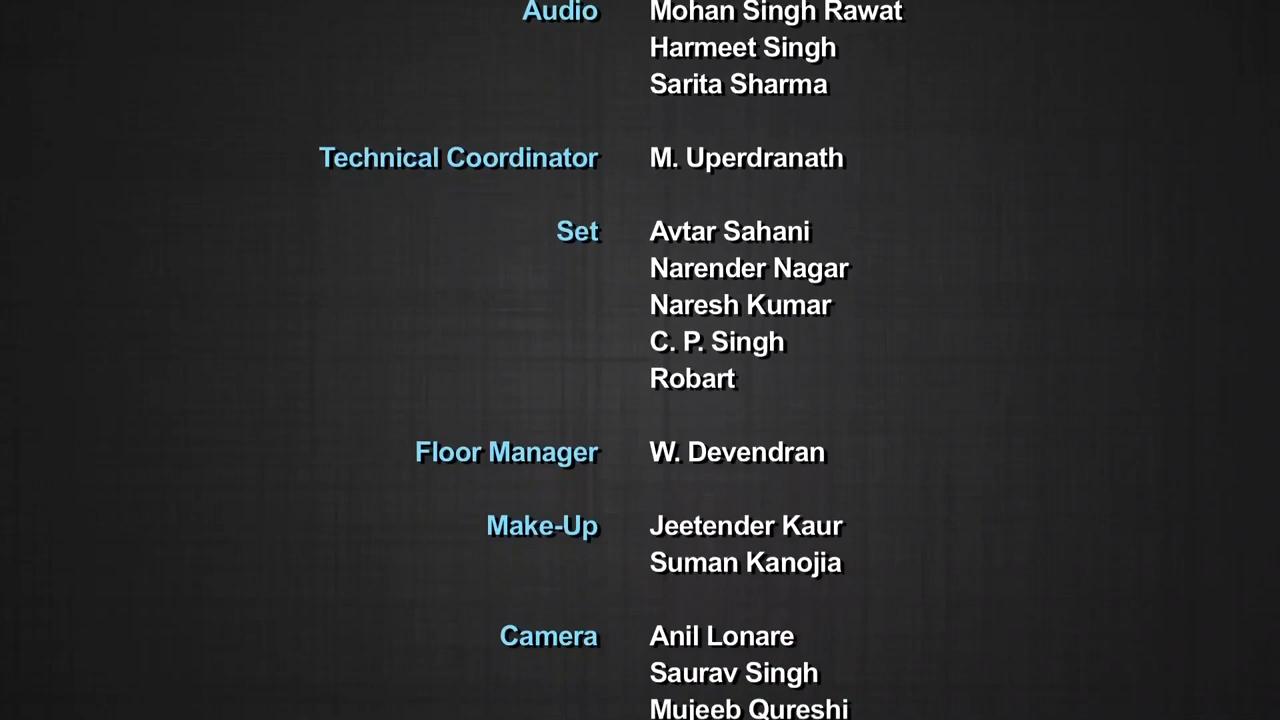 Audio Mohan Singh Rawat
Harmeet Singh
Sarita Sharma
Technical Coordinator M. Uperdranath
Set Avtar Sahani
Narender Nagar
Naresh Kumar
C. P. Singh
Robart
Floor Manager W. Devendran
Make-Up Jeetender Kaur
Suman Kanojia
Camera Anil Lonare
Saurav Singh
Mujeeb Qureshi